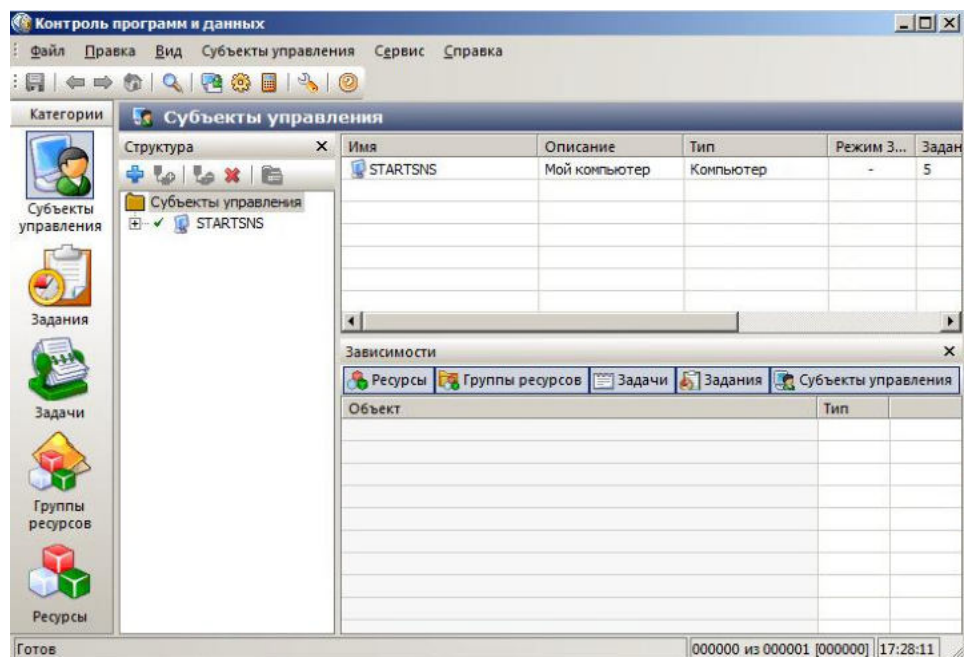 Контроль программ и данных
Файл Правка Вид Субъекты управления Сервис Справка
Категории
Субъекты управления
Структура
Имя Описание Тип Режим З... Задан
STARTSNS Мой компьютер Компьютер - 5
Субъекты управления
STARTSNS
Субъекты
управления
Задания
Задачи
Группы
ресурсов
Ресурсы
Зависимости
Ресурсы Группы ресурсов Задачи Задания Субъекты управления
Объект Тип
Готов 000000 из 000001 [000000] 17:28:11